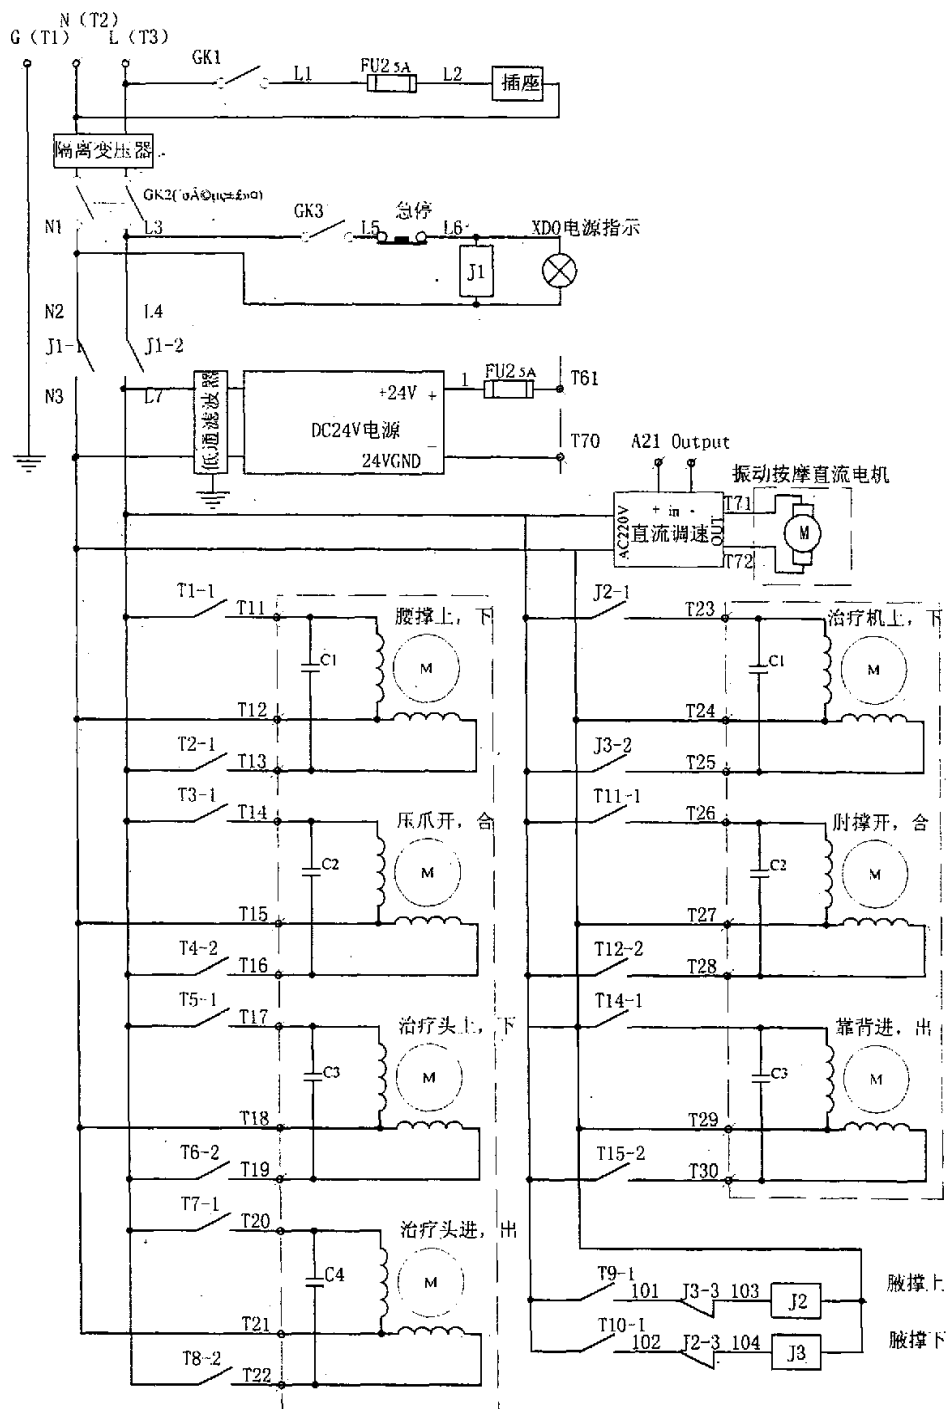 N (T2)
G (T1)
L (T3)
GK1
L1
FU2 5A
L2
插座
隔离变压器
GK2(
N1
L3
GK3
L5
急停
L6
XD0电源指示
J1
N2
L4
J1-1
J1-2
N3
L7
低通滤波器
+24V
+
DC24V电源
24VGND
-
1
FU2 5A
T61
T70
A21 Output
振动按摩直流电机
AC220V
+ in -
直流调速
OUT
T71
T72
M
T1-1
T11
腰撑上，下
C1
M
T12
T2-1
T13
T3-1
T14
压爪开，合
C2
M
T15
T4-2
T16
T5-1
T17
治疗头上，下
C3
M
T18
T6-2
T19
T7-1
T20
治疗头进，出
C4
M
T21
T8-2
T22
J2-1
T23
治疗机上，下
C1
M
T24
J3-2
T25
T11-1
T26
肘撑开，合
C2
M
T27
T12-2
T28
T14-1
靠背进，出
C3
M
T29
T15-2
T30
T9-1
101
J3-3
103
J2
腋撑上
T10-1
102
J2-3
104
J3
腋撑下